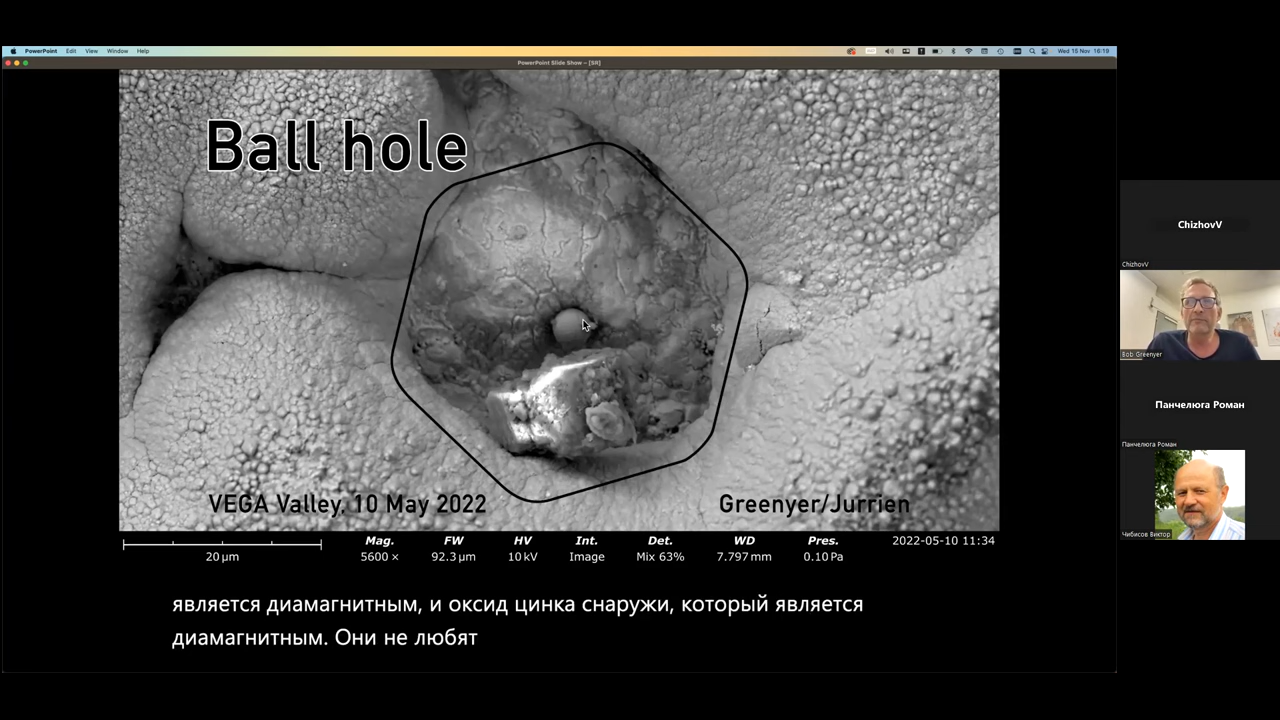 PowerPoint Edit View Window Help
Wed 15 Nov 16:19
PowerPoint Slide Show – [SR]
Ball hole
VEGA Valley, 10 May 2022
Greenyer/Jurrien
20 µm
Mag. FW HV Int. Det. WD Pres.
5600 × 92.3 µm 10 kV Image Mix 63% 7.797 mm 0.10 Pa
2022-05-10 11:34
является диамагнитным, и оксид цинка снаружи, который является
диамагнитным. Они не любят
ChizhovV
ChizhovV
Bob Greenyer
Панчелюга Роман
Панчелюга Роман
Чибисов Виктор